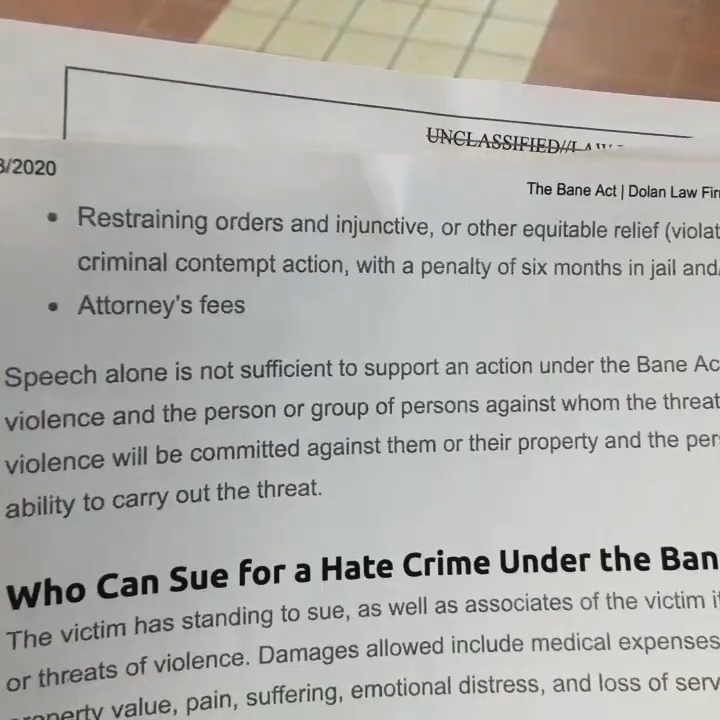 UNCLASSIFIED//LAW
3/2020
The Bane Act | Dolan Law Fir
• Restraining orders and injunctive, or other equitable relief (violat
criminal contempt action, with a penalty of six months in jail and/
• Attorney's fees
Speech alone is not sufficient to support an action under the Bane Ac
violence and the person or group of persons against whom the threat
violence will be committed against them or their property and the per
ability to carry out the threat.
Who Can Sue for a Hate Crime Under the Ban
The victim has standing to sue, as well as associates of the victim i
or threats of violence. Damages allowed include medical expenses
property value, pain, suffering, emotional distress, and loss of serv